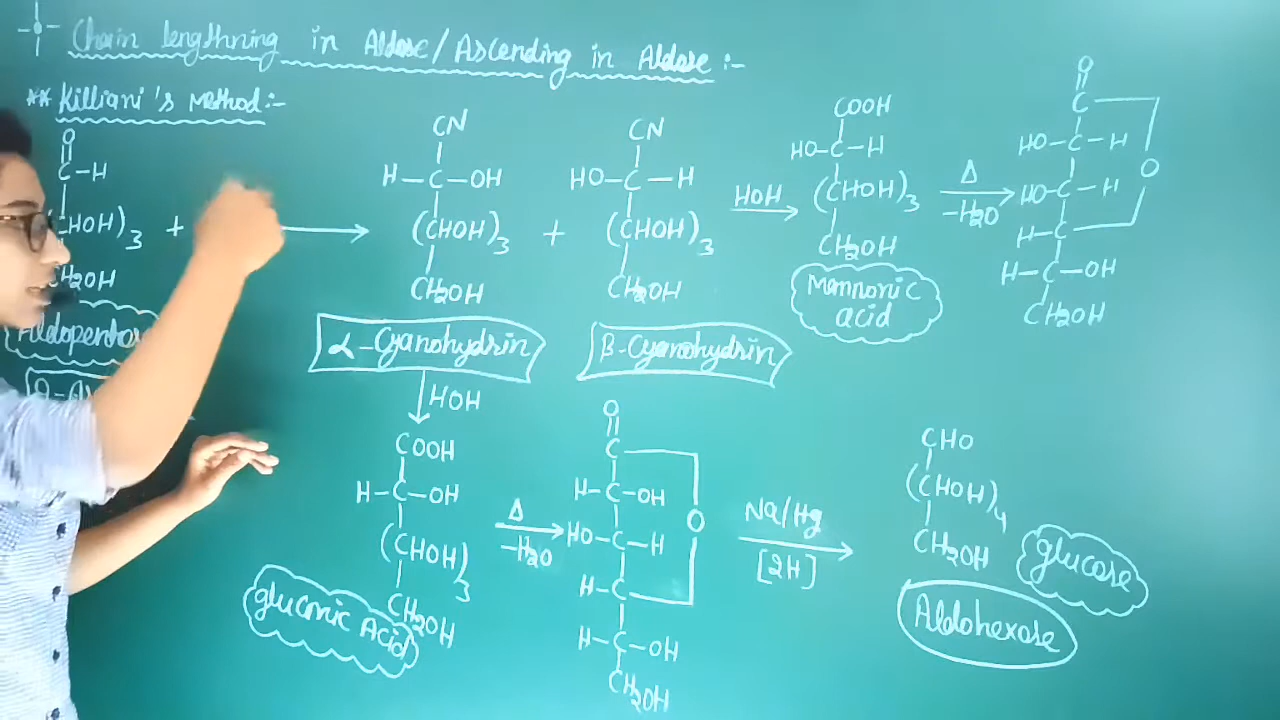 Chain lengthning in Aldose/Ascending in Aldose:-
** Killiani's Method:-
O
C-H
CHOH)3
CH2OH
+
Aldopentos
CN
H-C-OH
(CHOH)3
CH2OH
α-Cyanohydrin
+
CN
HO-C-H
(CHOH)3
CH2OH
β-Cyanohydrin
HOH
COOH
HO-C-H
(CHOH)3
CH2OH
Mannonic
acid
Δ
-H2O
O
C
HO-C-H
O
HO-C-H
H-C
H-C-OH
CH2OH
HOH
COOH
H-C-OH
(CHOH)3
CH2OH
gluconic Acid
Δ
-H2O
O
C
H-C-OH
O
HO-C-H
H-C
H-C-OH
CH2OH
Na/Hg
[2H]
CHO
(CHOH)4
CH2OH
glucose
Aldohexose